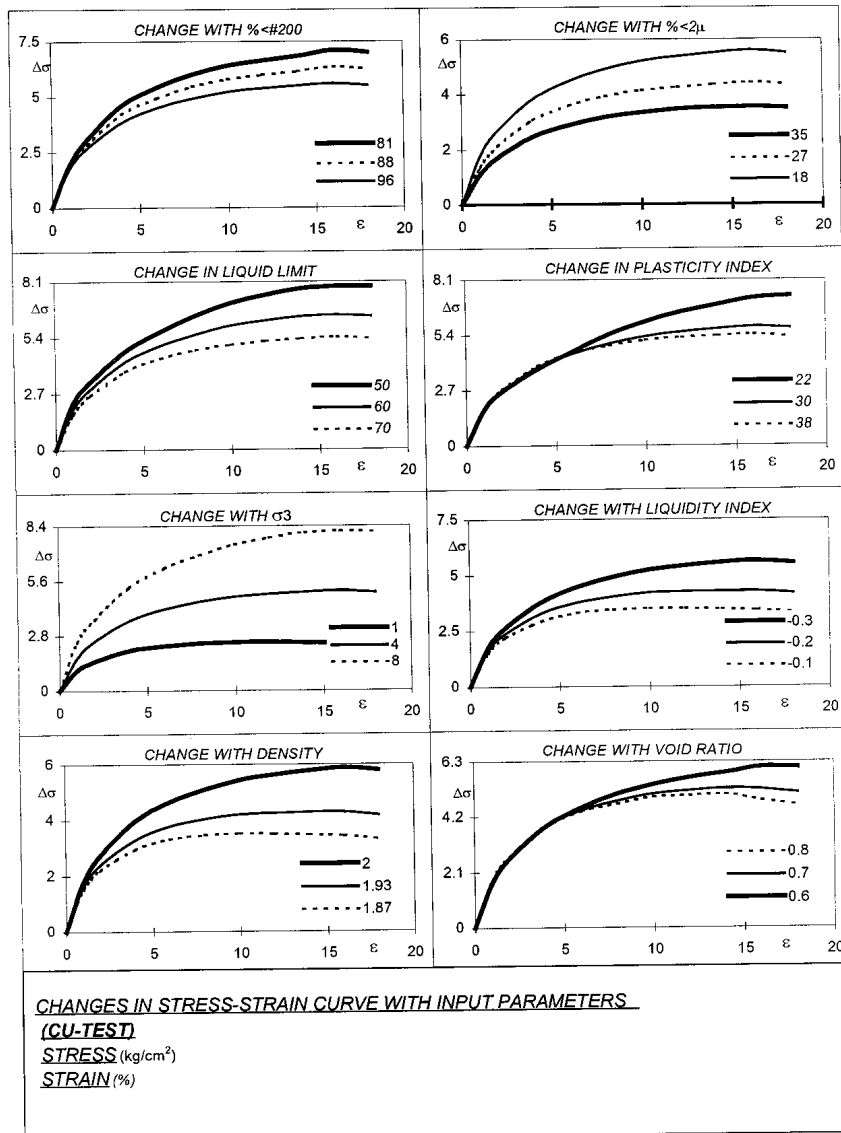 CHANGE WITH %<#200
7.5
Δσ
5
2.5
0
81
88
96
0 5 10 15 ε 20
CHANGE WITH %<2μ
6
Δσ
4
2
0
35
27
18
0 5 10 15 ε 20
CHANGE IN LIQUID LIMIT
8.1
Δσ
5.4
2.7
0
50
60
70
0 5 10 15 ε 20
CHANGE IN PLASTICITY INDEX
8.1
Δσ
5.4
2.7
0
22
30
38
0 5 10 15 ε 20
CHANGE WITH σ3
8.4
Δσ
5.6
2.8
0
1
4
8
0 5 10 15 ε 20
CHANGE WITH LIQUIDITY INDEX
7.5
Δσ
5
2.5
0
-0.3
-0.2
-0.1
0 5 10 15 ε 20
CHANGE WITH DENSITY
6
Δσ
4
2
0
2
1.93
1.87
0 5 10 15 ε 20
CHANGE WITH VOID RATIO
6.3
Δσ
4.2
2.1
0
0.8
0.7
0.6
0 5 10 15 ε 20
CHANGES IN STRESS-STRAIN CURVE WITH INPUT PARAMETERS
(CU-TEST)
STRESS (kg/cm²)
STRAIN (%)